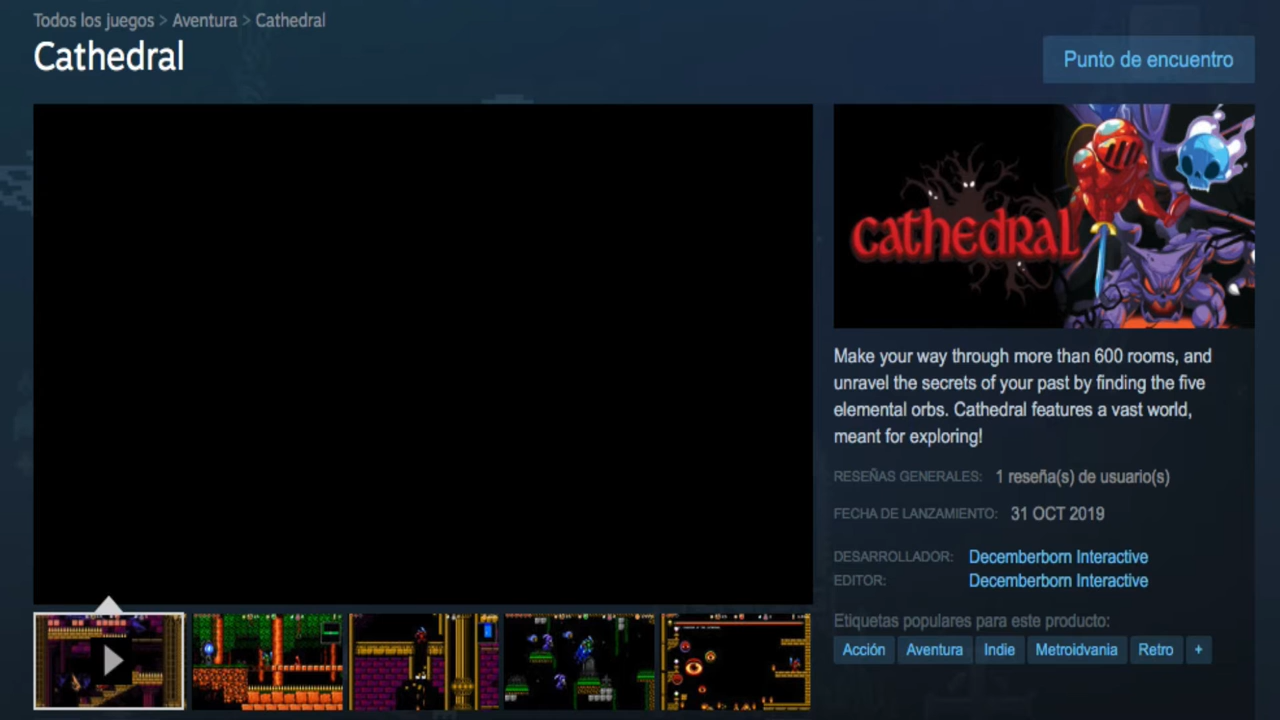 Todos los juegos > Aventura > Cathedral
Cathedral
Punto de encuentro
cathedral
Make your way through more than 600 rooms, and
unravel the secrets of your past by finding the five
elemental orbs. Cathedral features a vast world,
meant for exploring!
RESEÑAS GENERALES: 1 reseña(s) de usuario(s)
FECHA DE LANZAMIENTO: 31 OCT 2019
DESARROLLADOR: Decemberborn Interactive
EDITOR: Decemberborn Interactive
Etiquetas populares para este producto:
Acción Aventura Indie Metroidvania Retro +